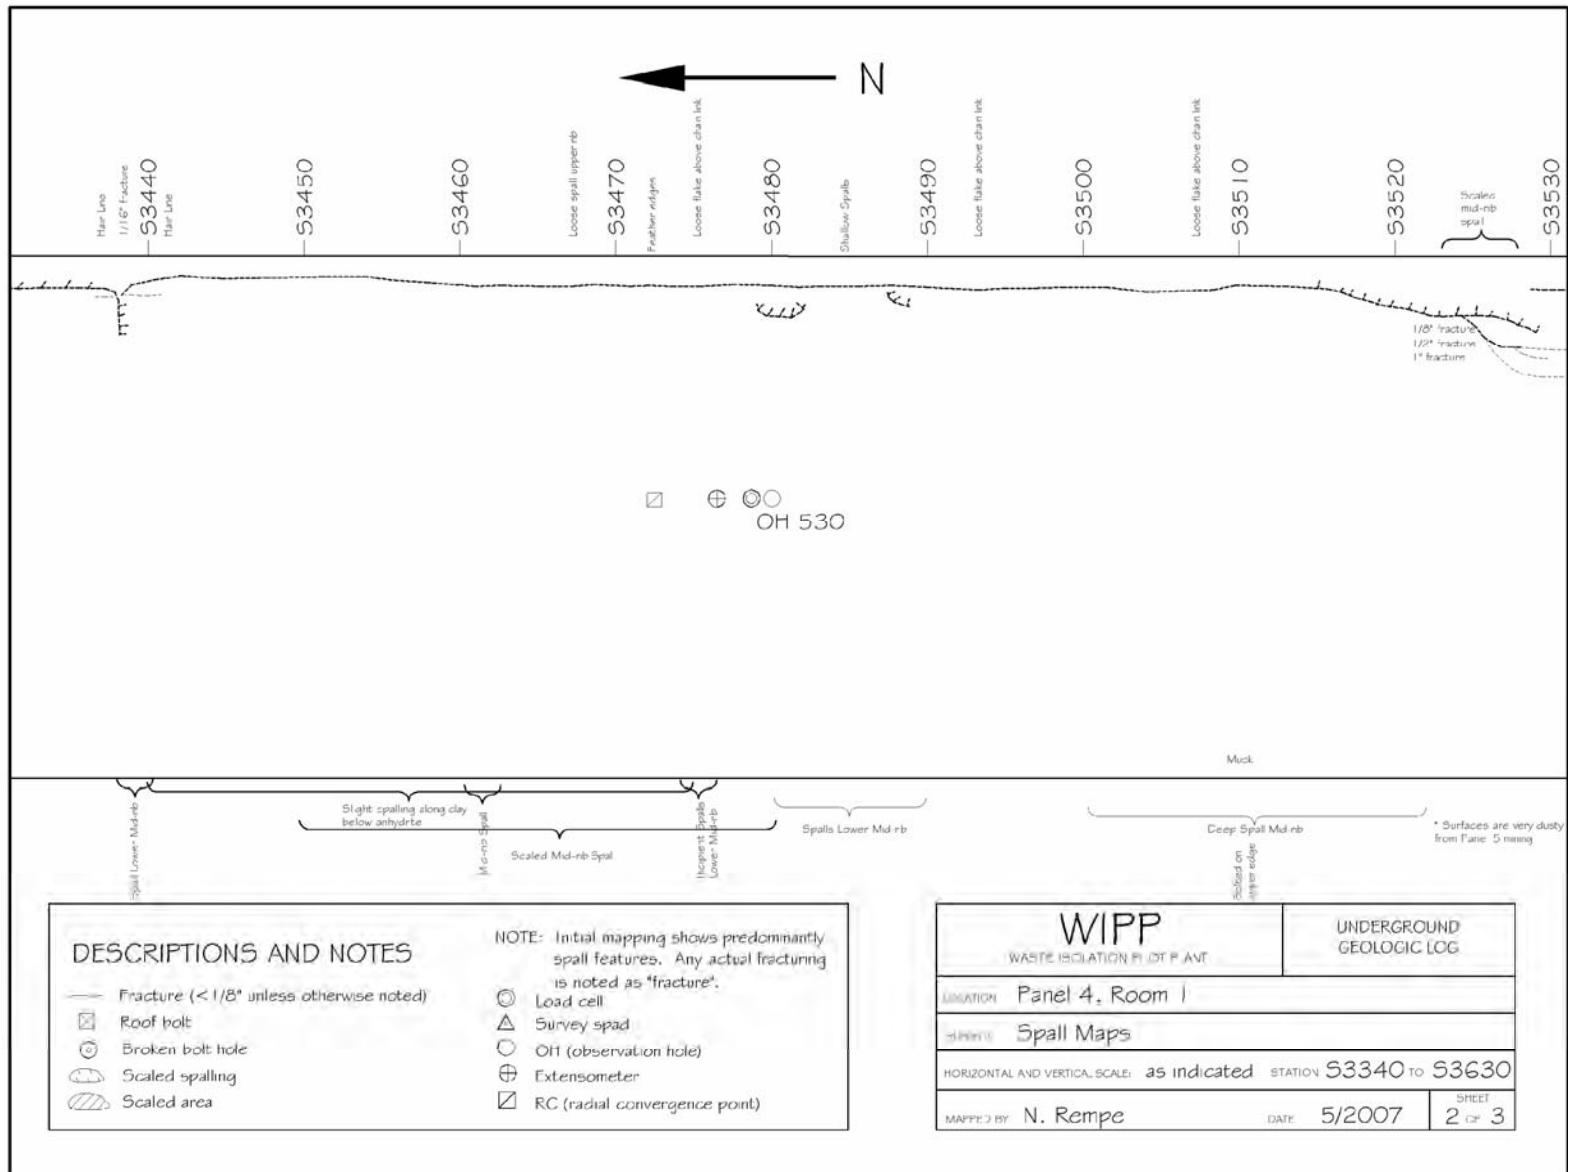 N
Hair Line
1/16" fracture
S3440
Hair Line
S3450
S3460
Loose spall upper rib
S3470
Feather edges
Loose flake above chain link
S3480
Shallow Spalls
S3490
Loose flake above chain link
S3500
Loose flake above chain link
S3510
S3520
Scaled
mid-rib
spall
S3530
1/8" fracture
1/2" fracture
1" fracture
OH 530
Muck
Spall Lower Mid-rib
Slight spalling along clay
below anhydrite
Mid-rib Spall
Scaled Mid-rib Spall
Incipient Spalls
Lower Mid-rib
Spalls Lower Mid-rib
Deep Spall Mid-rib
Bolted on
upper edge
* Surfaces are very dusty
from Panel 5 mining
DESCRIPTIONS AND NOTES
Fracture (< 1/8" unless otherwise noted)
Roof bolt
Broken bolt hole
Scaled spalling
Scaled area
NOTE: Initial mapping shows predominantly
spall features. Any actual fracturing
is noted as "fracture".
Load cell
Survey spad
OH (observation hole)
Extensometer
RC (radial convergence point)
WIPP
WASTE ISOLATION PILOT PLANT
UNDERGROUND
GEOLOGIC LOG
LOCATION Panel 4, Room 1
Spall Maps
HORIZONTAL AND VERTICAL SCALE: as indicated STATION S3340 TO S3630
MAPPED BY N. Rempe DATE 5/2007
SHEET
2 OF 3